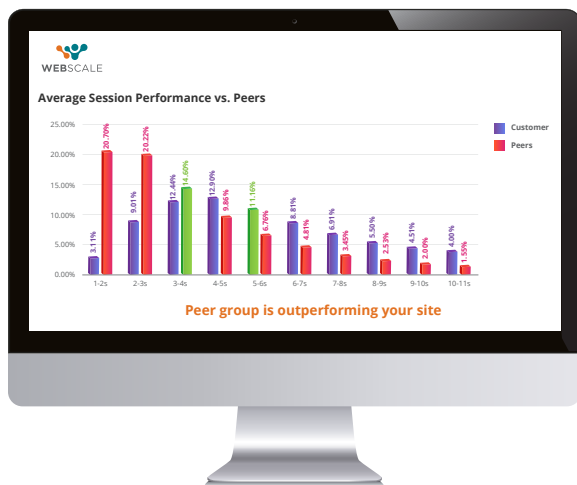 WEBSCALE
Average Session Performance vs. Peers
25.00%
20.00%
15.00%
10.00%
5.00%
0.00%
3.11%
20.70%
9.01%
20.22%
12.44%
14.60%
12.90%
9.86%
11.16%
6.76%
8.81%
4.81%
6.91%
3.45%
5.50%
2.53%
4.51%
2.00%
4.00%
1.55%
1-2s
2-3s
3-4s
4-5s
5-6s
6-7s
7-8s
8-9s
9-10s
10-11s
Customer
Peers
Peer group is outperforming your site